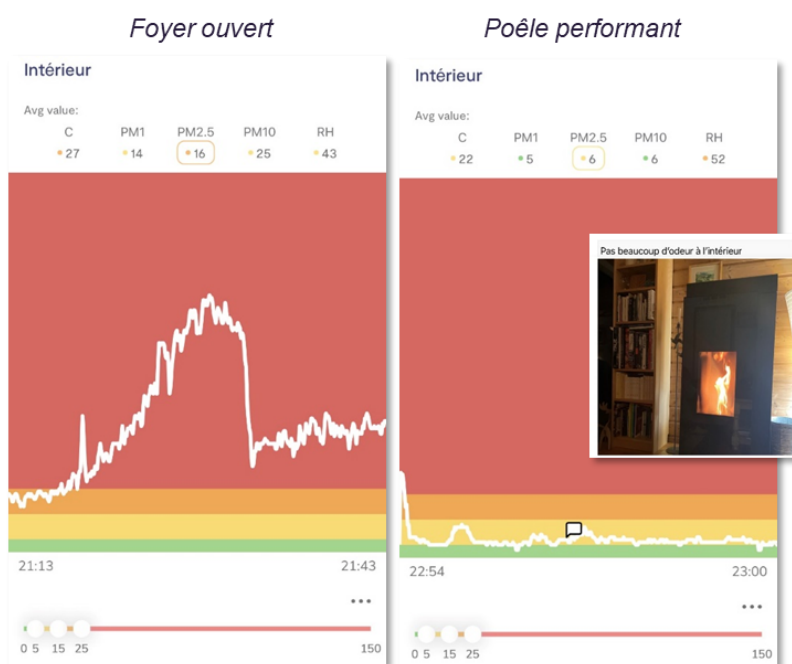 Foyer ouvert
Intérieur
Avg value:
C PM1 PM2.5 PM10 RH
27 14 16 25 43
21:13 21:43
...
0 5 15 25 150
Poêle performant
Intérieur
Avg value:
C PM1 PM2.5 PM10 RH
22 5 6 6 52
Pas beaucoup d'odeur à l'intérieur
22:54 23:00
...
0 5 15 25 150